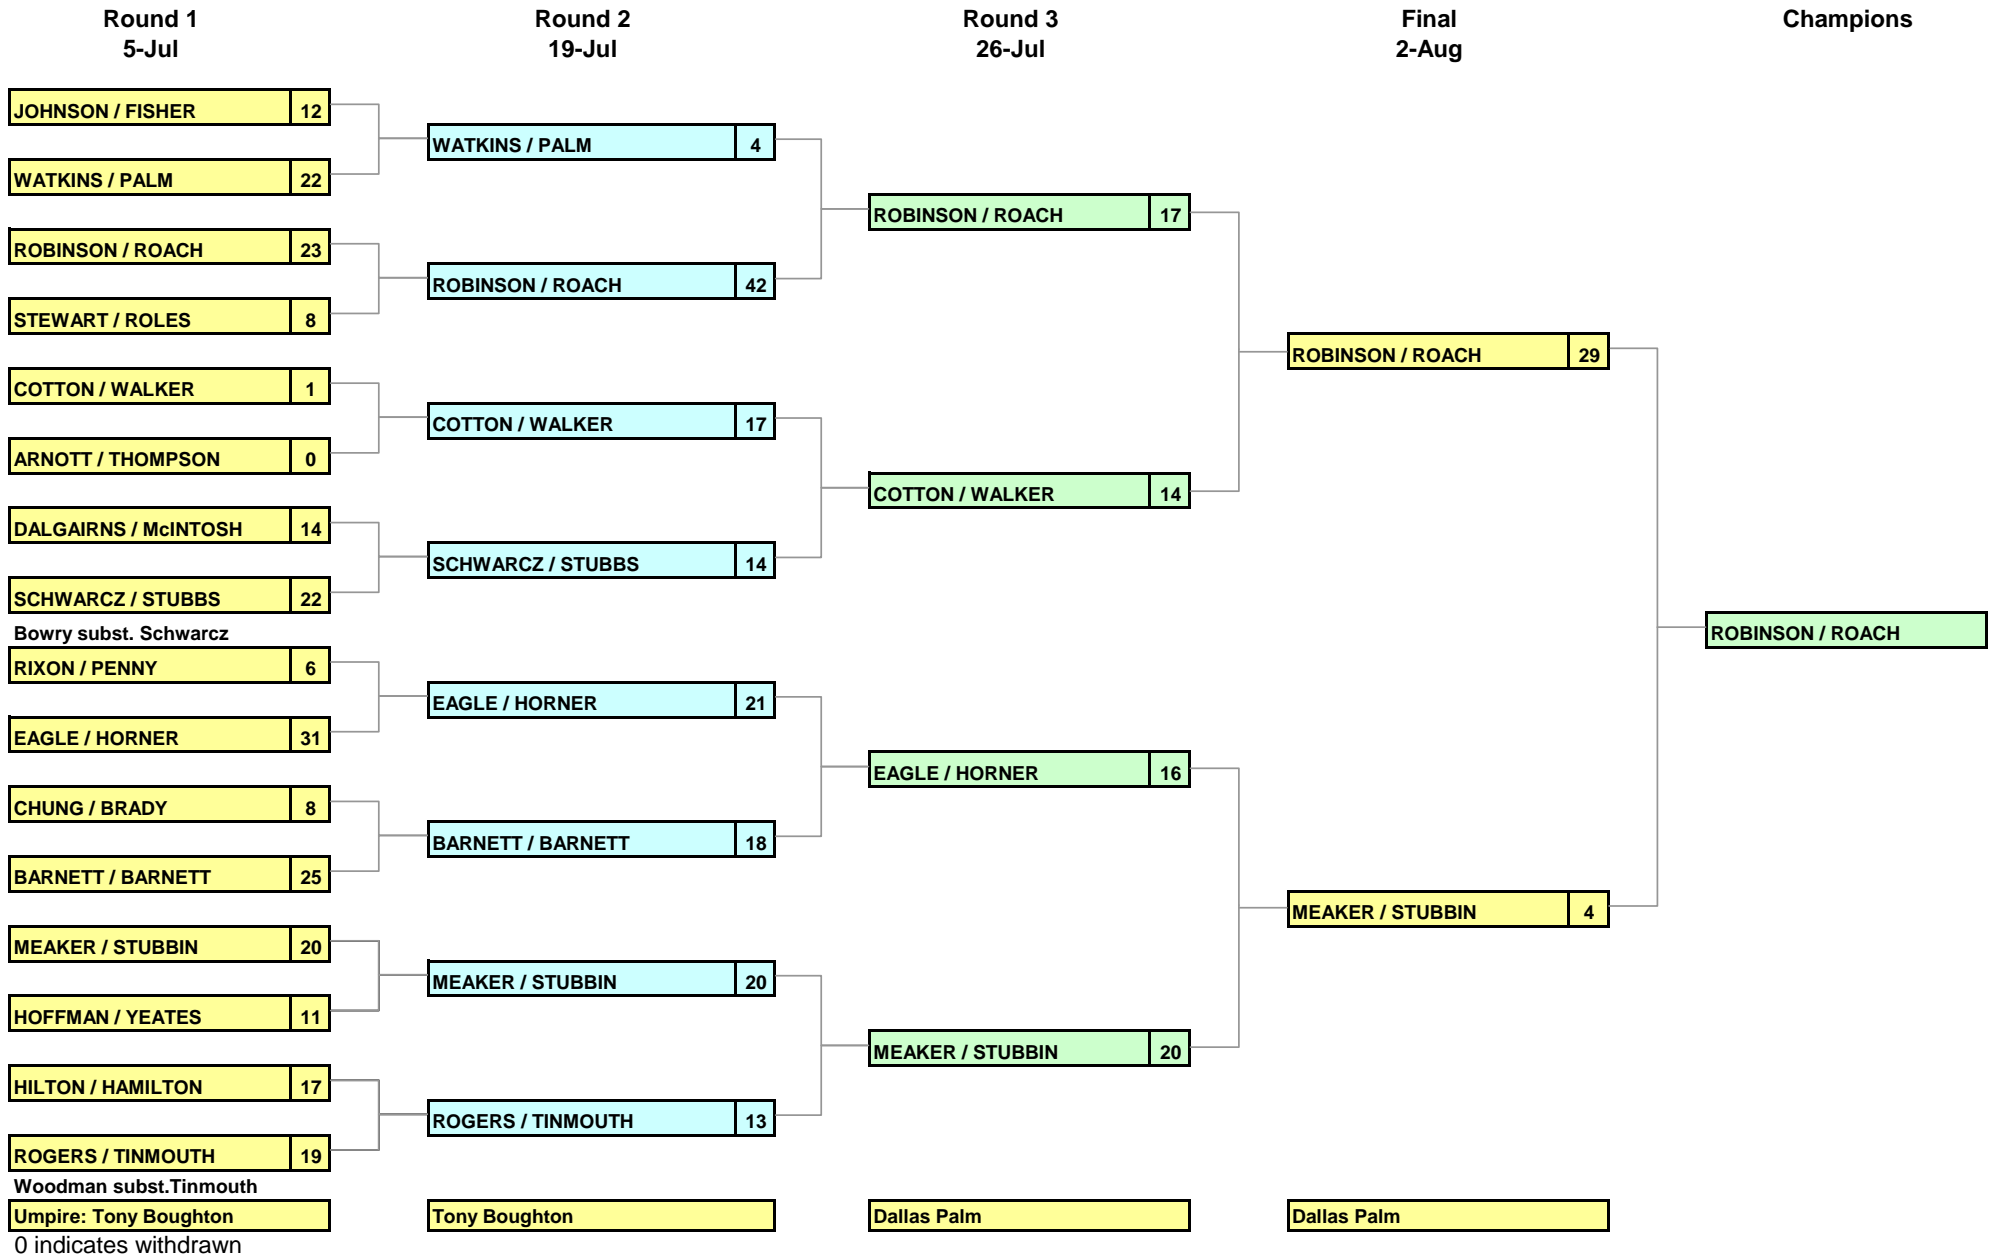 Round 1 Round 2 Round 3 Final Champions
5-Jul 19-Jul 26-Jul 2-Aug
JOHNSON / FISHER 12
WATKINS / PALM 4
WATKINS / PALM 22
ROBINSON / ROACH 17
ROBINSON / ROACH 23
ROBINSON / ROACH 42
STEWART / ROLES 8
ROBINSON / ROACH 29
COTTON / WALKER 1
COTTON / WALKER 17
ARNOTT / THOMPSON 0
COTTON / WALKER 14
DALGAIRNS / McINTOSH 14
SCHWARCZ / STUBBS 14
SCHWARCZ / STUBBS 22
Bowry subst. Schwarcz
ROBINSON / ROACH
RIXON / PENNY 6
EAGLE / HORNER 21
EAGLE / HORNER 31
EAGLE / HORNER 16
CHUNG / BRADY 8
BARNETT / BARNETT 18
BARNETT / BARNETT 25
MEAKER / STUBBIN 4
MEAKER / STUBBIN 20
MEAKER / STUBBIN 20
HOFFMAN / YEATES 11
MEAKER / STUBBIN 20
HILTON / HAMILTON 17
ROGERS / TINMOUTH 13
ROGERS / TINMOUTH 19
Woodman subst.Tinmouth
Umpire: Tony Boughton Tony Boughton Dallas Palm Dallas Palm
0 indicates withdrawn